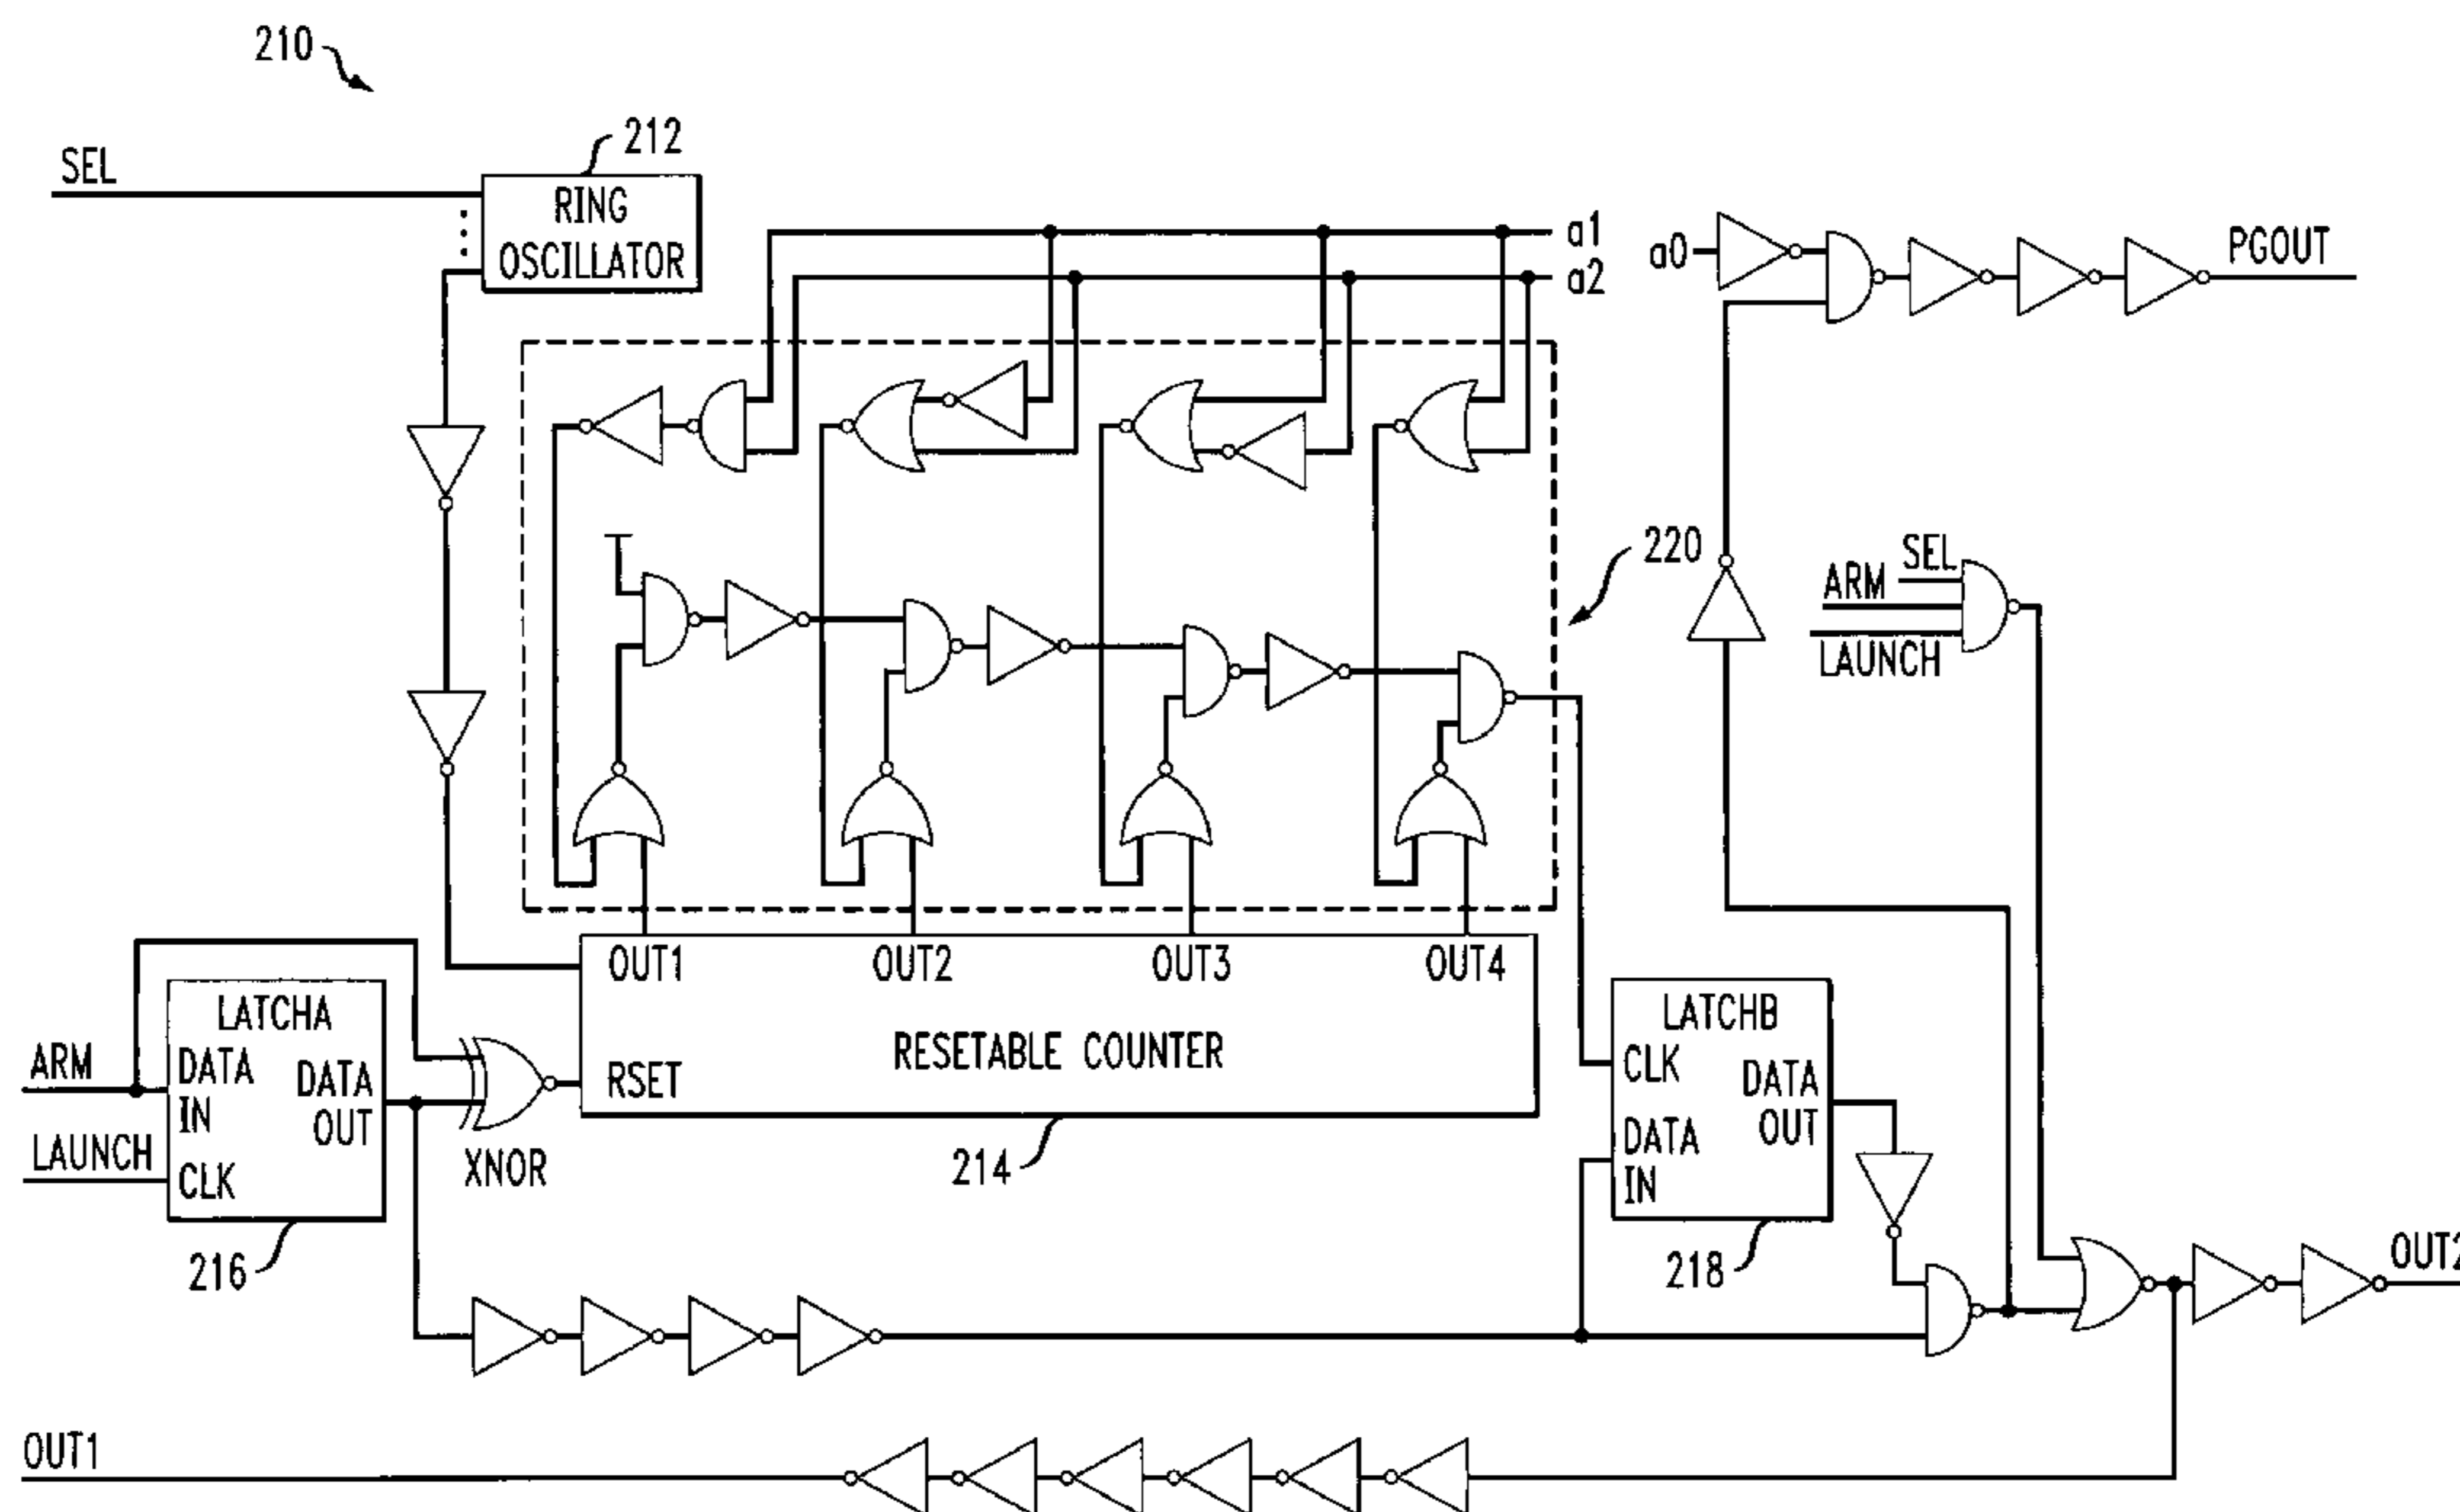 210
SEL
212
RING
OSCILLATOR
a1
a2
a0
PGOUT
220
SEL
ARM
LAUNCH
OUT1
OUT2
OUT3
OUT4
RESETABLE COUNTER
RSET
214
ARM
LAUNCH
LATCHA
DATA
IN
DATA
OUT
CLK
216
XNOR
LATCHB
CLK
DATA
OUT
DATA
IN
218
OUT2
OUT1